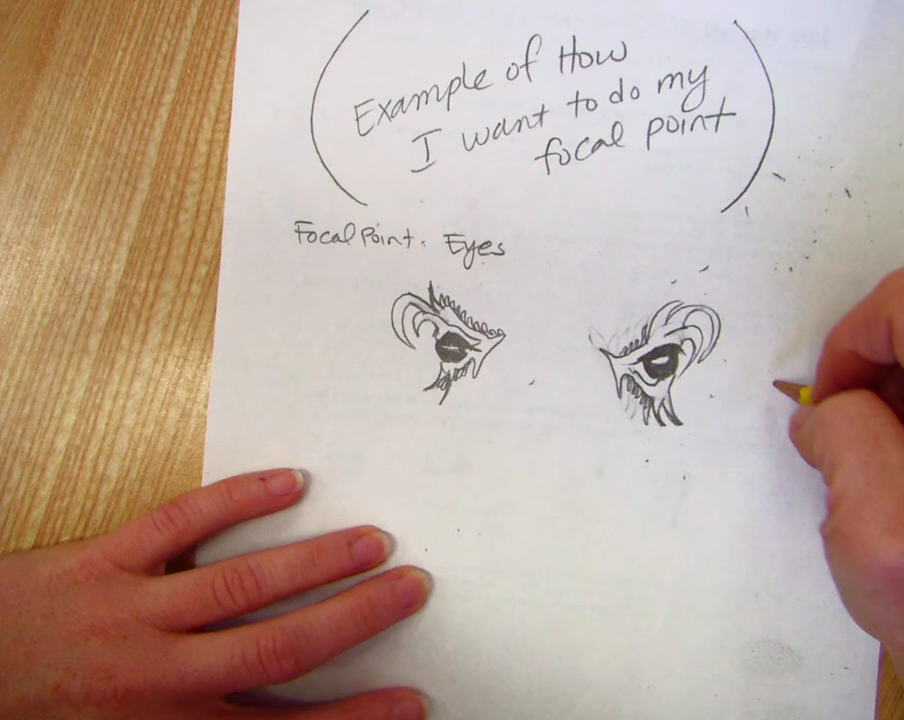 Example of How
I want to do my
focal point
Focal Point: Eyes